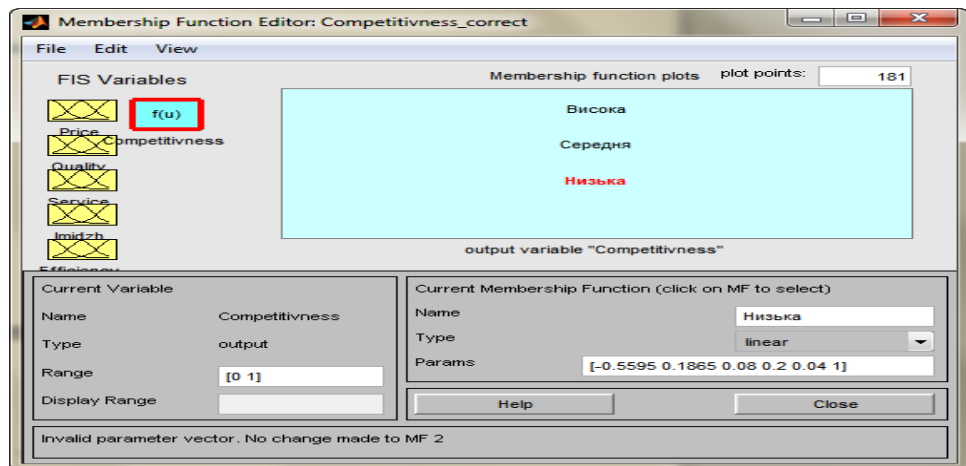 Membership Function Editor: Competitivness_correct
File Edit View
FIS Variables
Membership function plots plot points: 181
f(u)
Price
Competitivness
Quality
Service
Imidzh
Efficiency
Висока
Середня
Низька
output variable "Competitivness"
Current Variable
Name Competitivness
Type output
Range [0 1]
Display Range
Current Membership Function (click on MF to select)
Name Низька
Type linear
Params [-0.5595 0.1865 0.08 0.2 0.04 1]
Help Close
Invalid parameter vector. No change made to MF 2